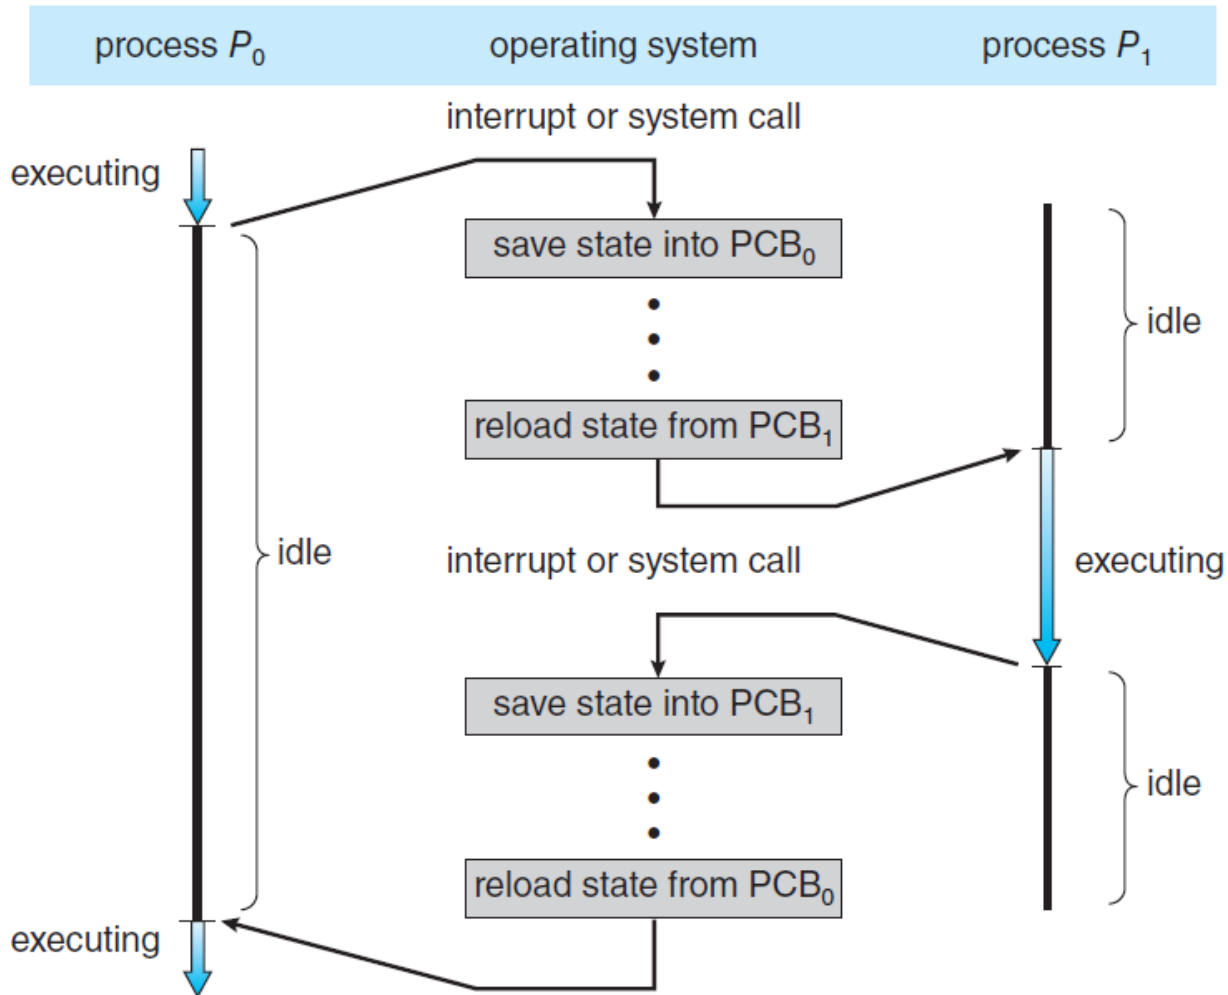 process P₀ operating system process P₁
interrupt or system call
executing
save state into PCB₀
idle
reload state from PCB₁
idle
interrupt or system call
executing
save state into PCB₁
idle
reload state from PCB₀
executing